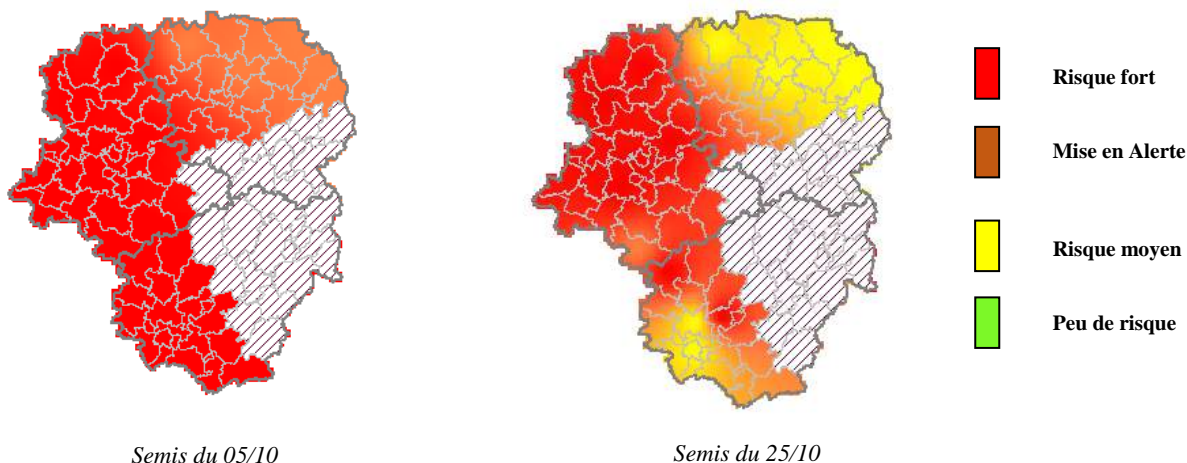 Risque fort
Mise en Alerte
Risque moyen
Peu de risque
Semis du 05/10
Semis du 25/10